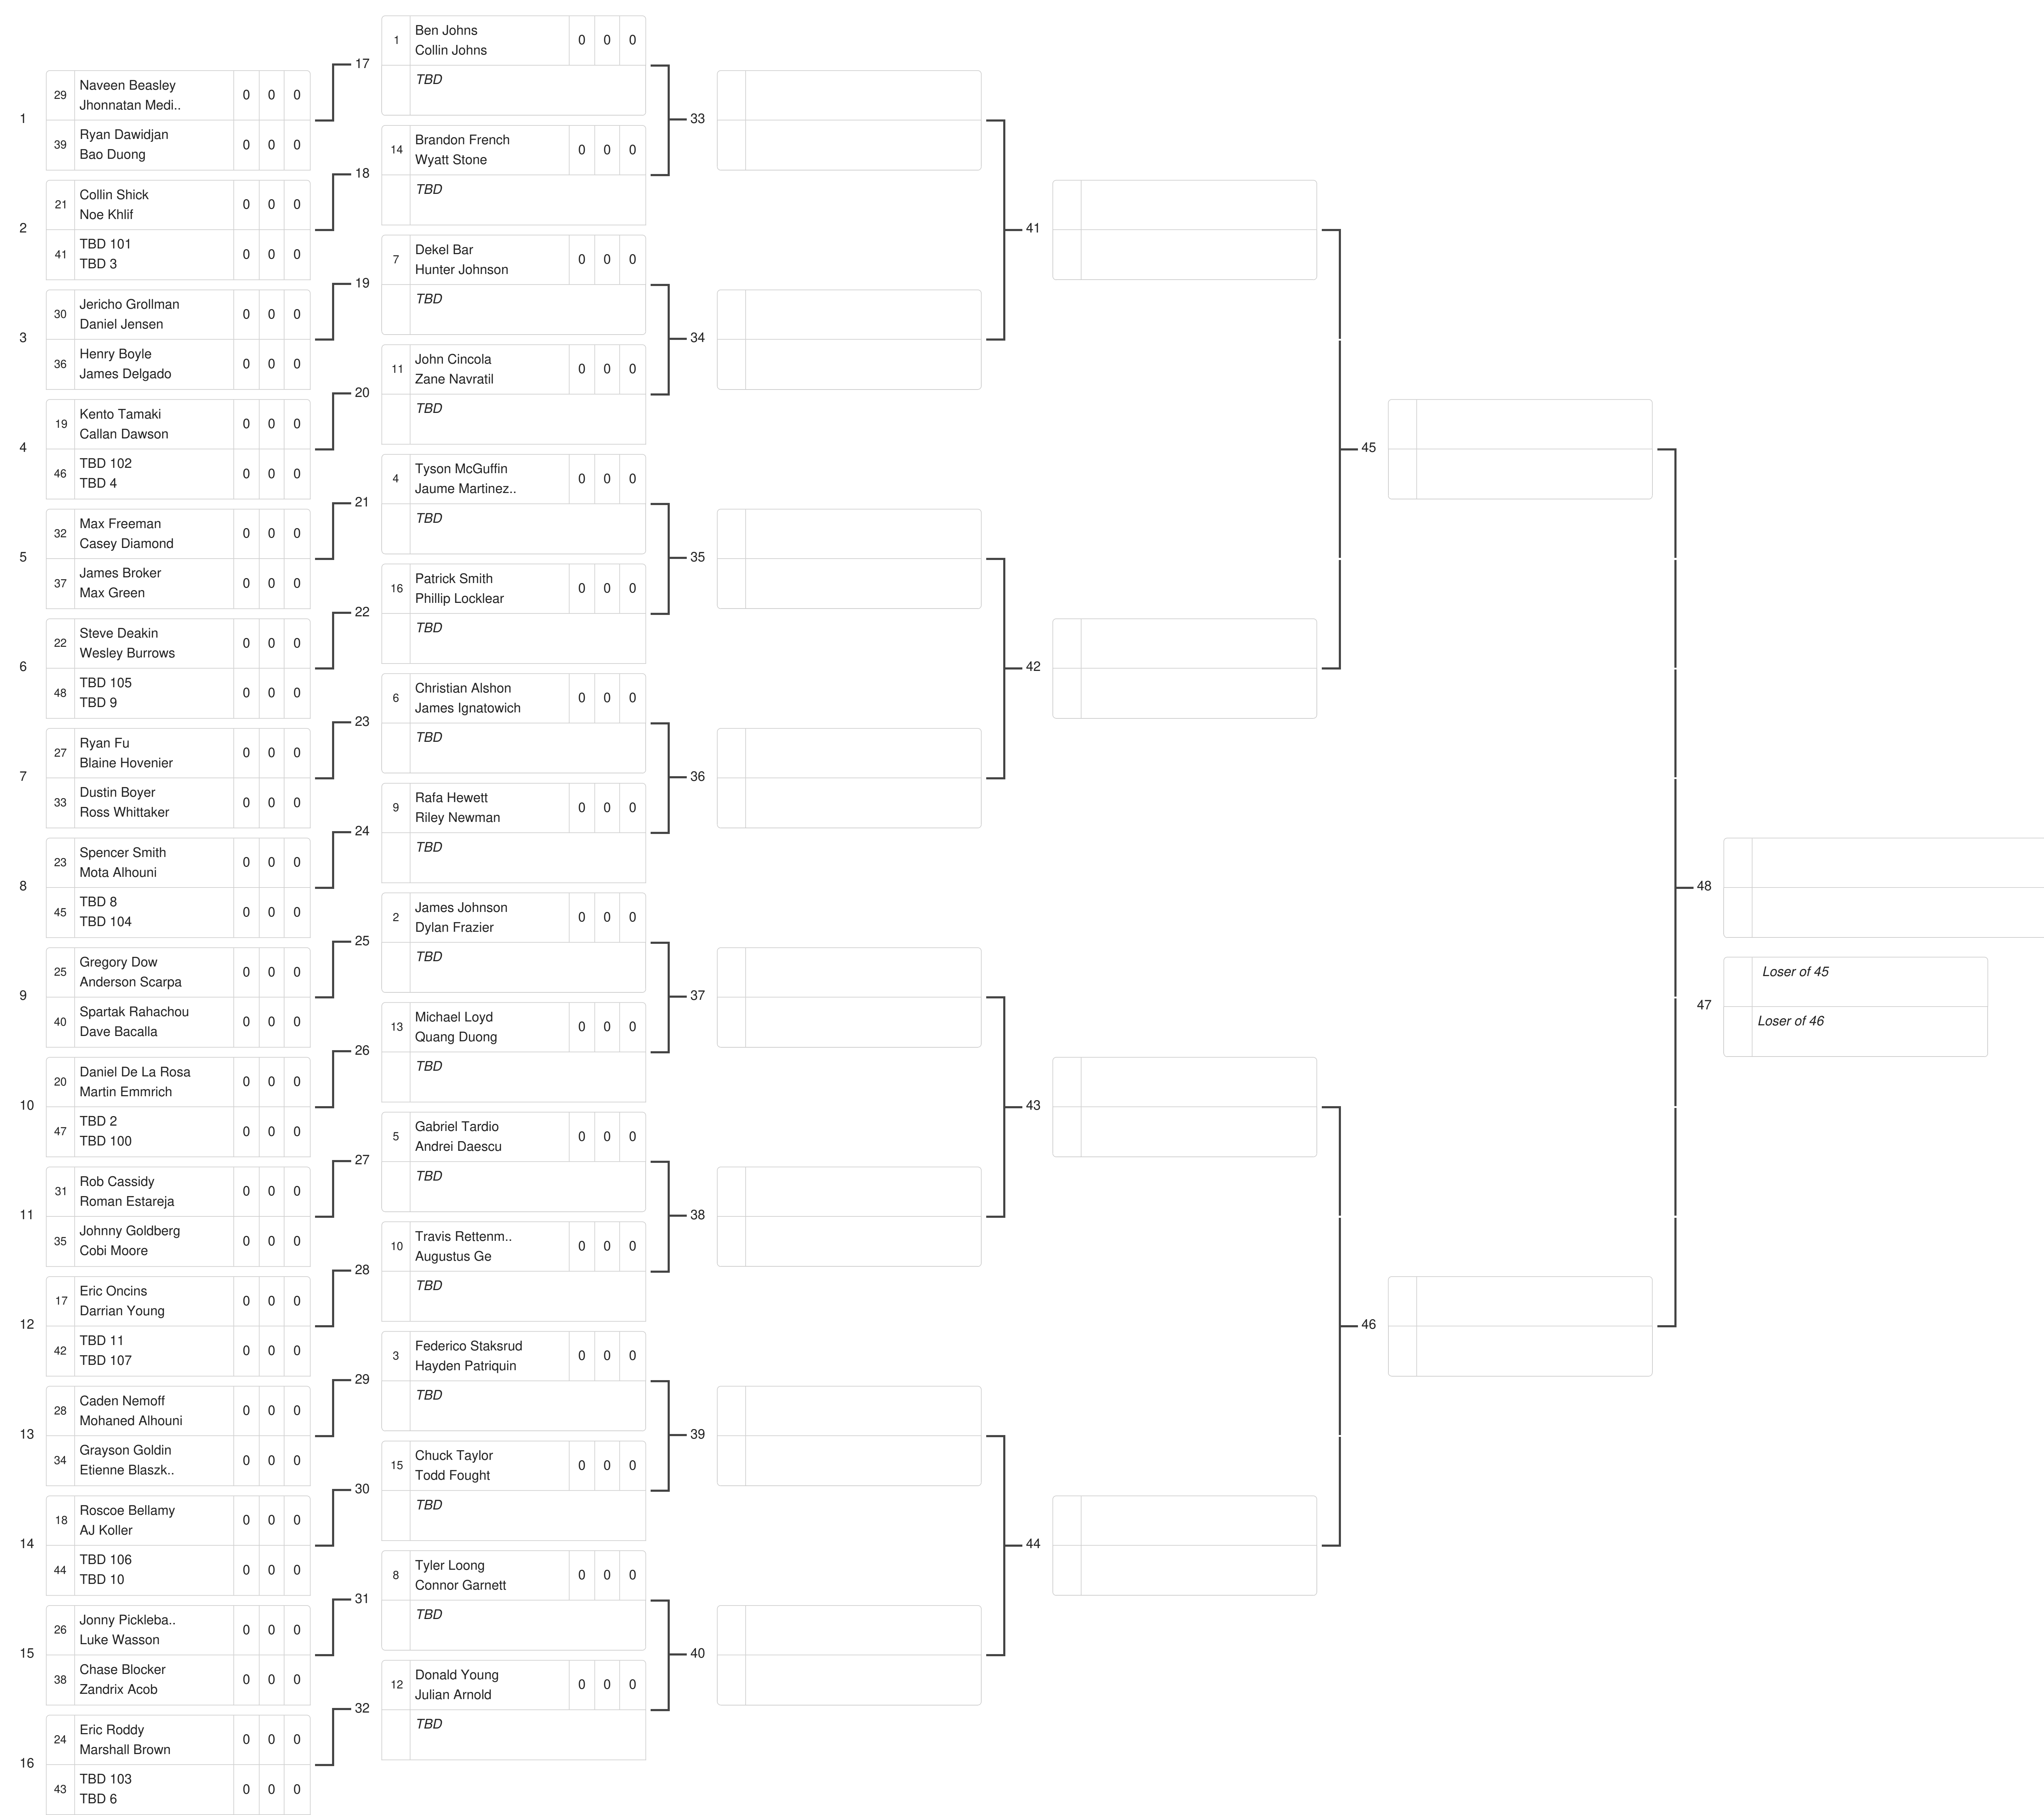 1
29
Naveen Beasley
Jhonnatan Medi..
0 0 0
39
Ryan Dawidjan
Bao Duong
0 0 0
2
21
Collin Shick
Noe Khlif
0 0 0
41
TBD 101
TBD 3
0 0 0
3
30
Jericho Grollman
Daniel Jensen
0 0 0
36
Henry Boyle
James Delgado
0 0 0
4
19
Kento Tamaki
Callan Dawson
0 0 0
46
TBD 102
TBD 4
0 0 0
5
32
Max Freeman
Casey Diamond
0 0 0
37
James Broker
Max Green
0 0 0
6
22
Steve Deakin
Wesley Burrows
0 0 0
48
TBD 105
TBD 9
0 0 0
7
27
Ryan Fu
Blaine Hovenier
0 0 0
33
Dustin Boyer
Ross Whittaker
0 0 0
8
23
Spencer Smith
Mota Alhouni
0 0 0
45
TBD 8
TBD 104
0 0 0
9
25
Gregory Dow
Anderson Scarpa
0 0 0
40
Spartak Rahachou
Dave Bacalla
0 0 0
10
20
Daniel De La Rosa
Martin Emmrich
0 0 0
47
TBD 2
TBD 100
0 0 0
11
31
Rob Cassidy
Roman Estareja
0 0 0
35
Johnny Goldberg
Cobi Moore
0 0 0
12
17
Eric Oncins
Darrian Young
0 0 0
42
TBD 11
TBD 107
0 0 0
13
28
Caden Nemoff
Mohaned Alhouni
0 0 0
34
Grayson Goldin
Etienne Blaszk..
0 0 0
14
18
Roscoe Bellamy
AJ Koller
0 0 0
44
TBD 106
TBD 10
0 0 0
15
26
Jonny Pickleba..
Luke Wasson
0 0 0
38
Chase Blocker
Zandrix Acob
0 0 0
16
24
Eric Roddy
Marshall Brown
0 0 0
43
TBD 103
TBD 6
0 0 0
17
1
Ben Johns
Collin Johns
0 0 0
TBD
18
14
Brandon French
Wyatt Stone
0 0 0
TBD
19
7
Dekel Bar
Hunter Johnson
0 0 0
TBD
20
11
John Cincola
Zane Navratil
0 0 0
TBD
21
4
Tyson McGuffin
Jaume Martinez..
0 0 0
TBD
22
16
Patrick Smith
Phillip Locklear
0 0 0
TBD
23
6
Christian Alshon
James Ignatowich
0 0 0
TBD
24
9
Rafa Hewett
Riley Newman
0 0 0
TBD
25
2
James Johnson
Dylan Frazier
0 0 0
TBD
26
13
Michael Loyd
Quang Duong
0 0 0
TBD
27
5
Gabriel Tardio
Andrei Daescu
0 0 0
TBD
28
10
Travis Rettenm..
Augustus Ge
0 0 0
TBD
29
3
Federico Staksrud
Hayden Patriquin
0 0 0
TBD
30
15
Chuck Taylor
Todd Fought
0 0 0
TBD
31
8
Tyler Loong
Connor Garnett
0 0 0
TBD
32
12
Donald Young
Julian Arnold
0 0 0
TBD
33
34
35
36
37
38
39
40
41
42
43
44
45
46
48
47
Loser of 45
Loser of 46